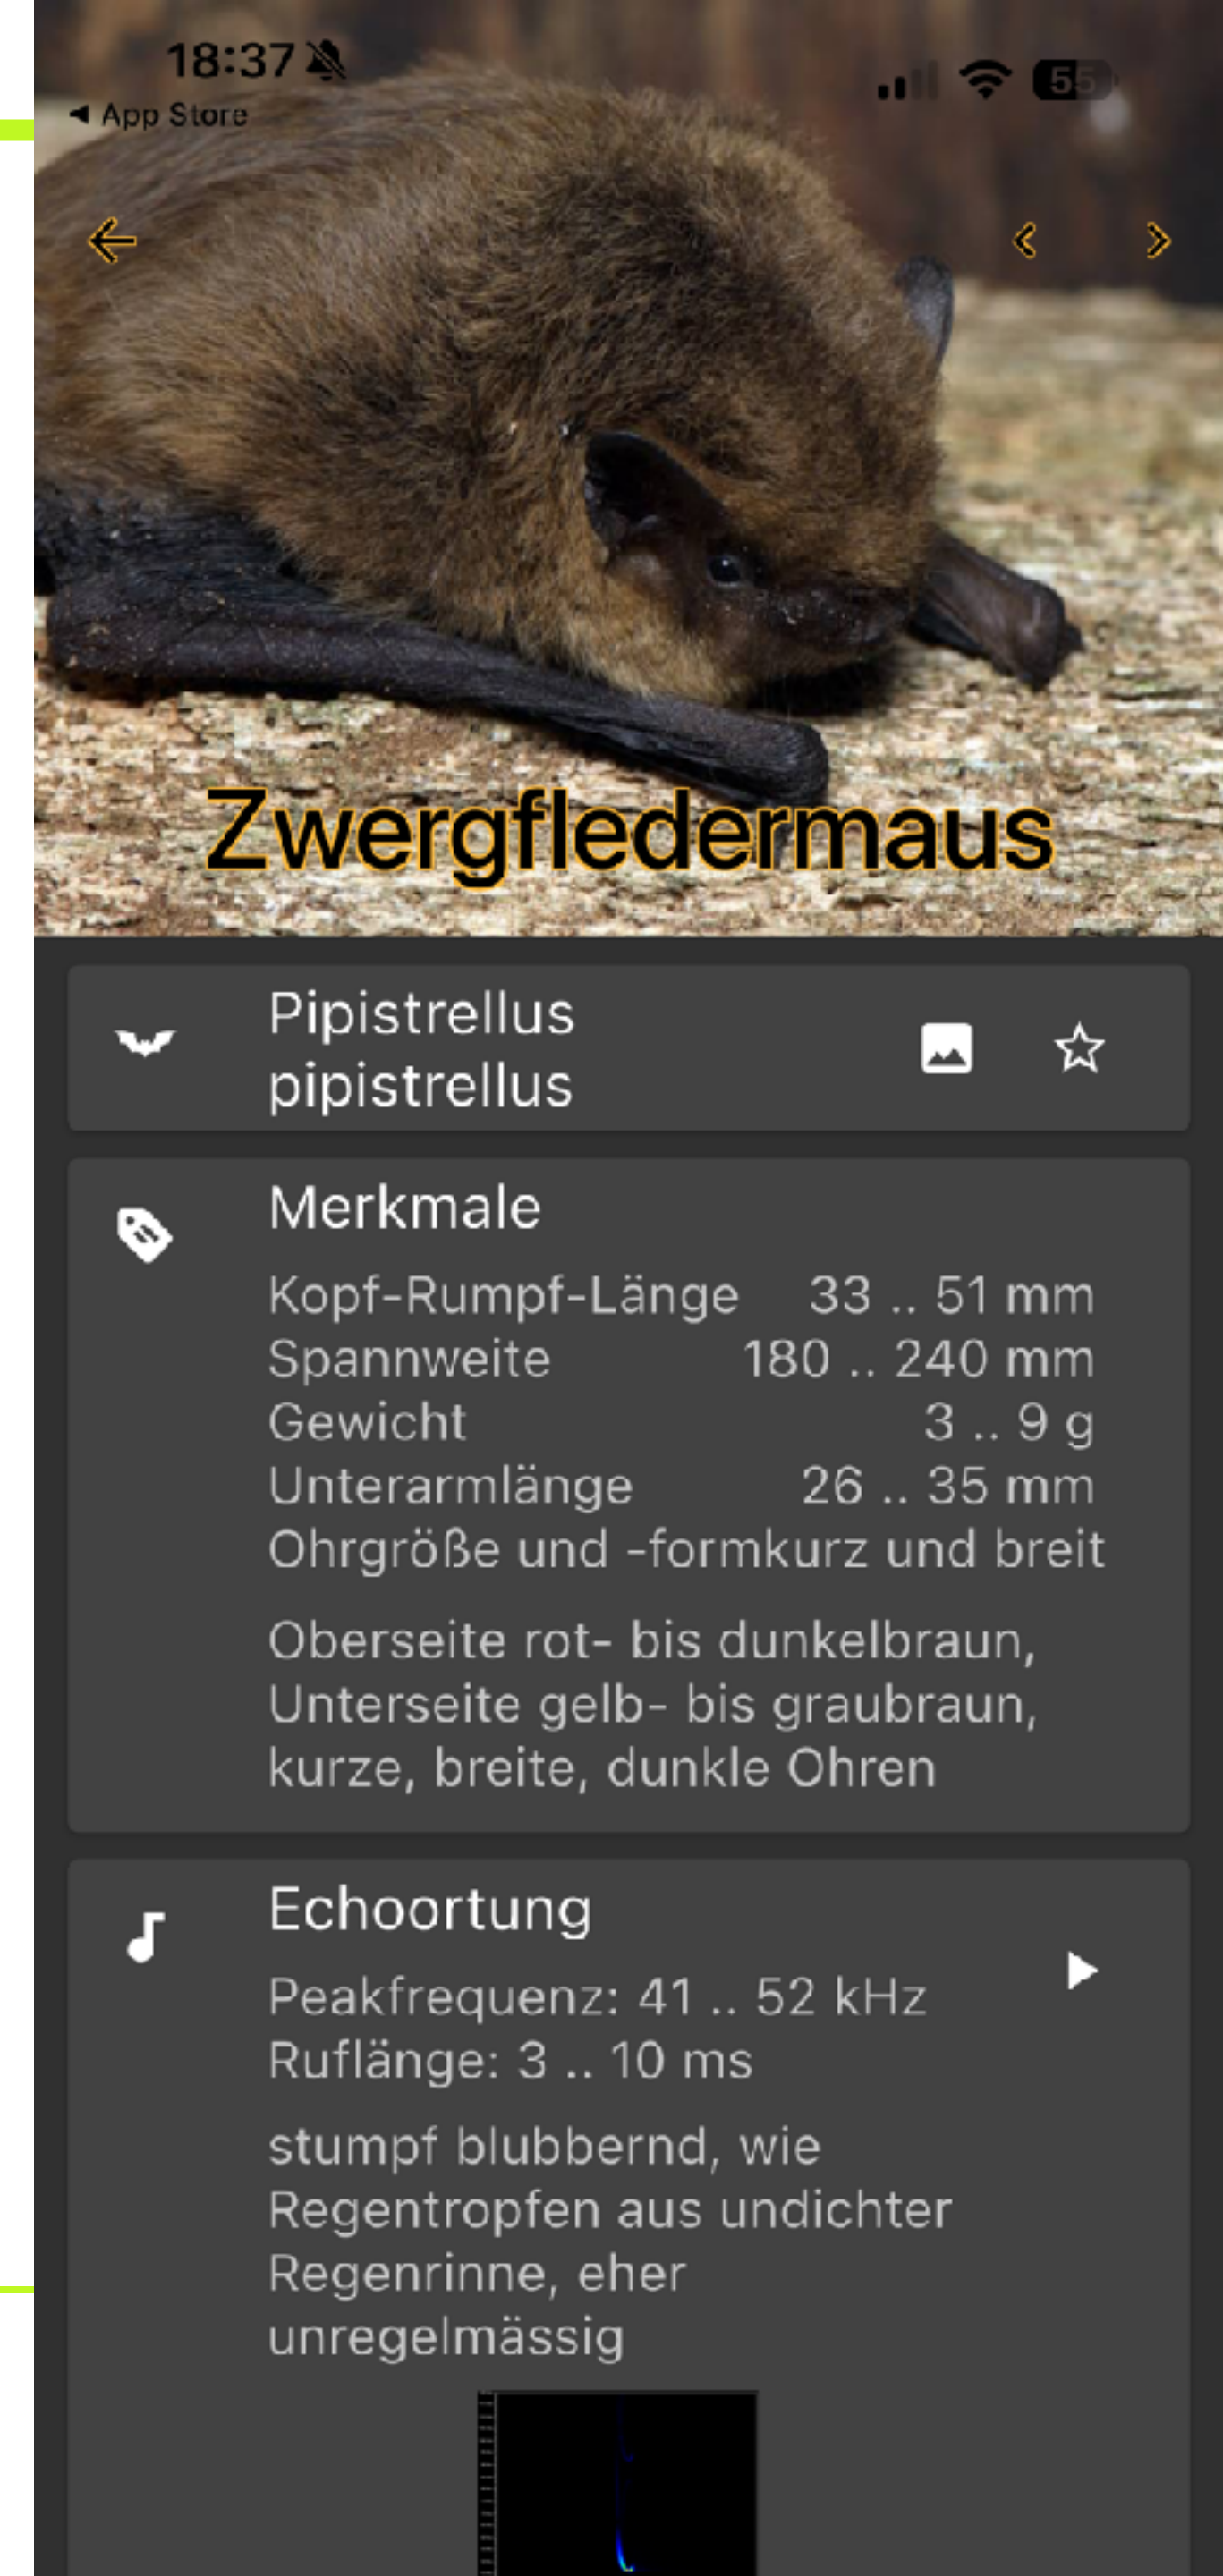 18:37
55
App Store
Zwergfledermaus
Pipistrellus
pipistrellus
Merkmale
Kopf-Rumpf-Länge 33 .. 51 mm
Spannweite 180 .. 240 mm
Gewicht 3 .. 9 g
Unterarmlänge 26 .. 35 mm
Ohrgröße und -formkurz und breit
Oberseite rot- bis dunkelbraun,
Unterseite gelb- bis graubraun,
kurze, breite, dunkle Ohren
Echoortung
Peakfrequenz: 41 .. 52 kHz
Ruflänge: 3 .. 10 ms
stumpf blubbernd, wie
Regentropfen aus undichter
Regenrinne, eher
unregelmässig